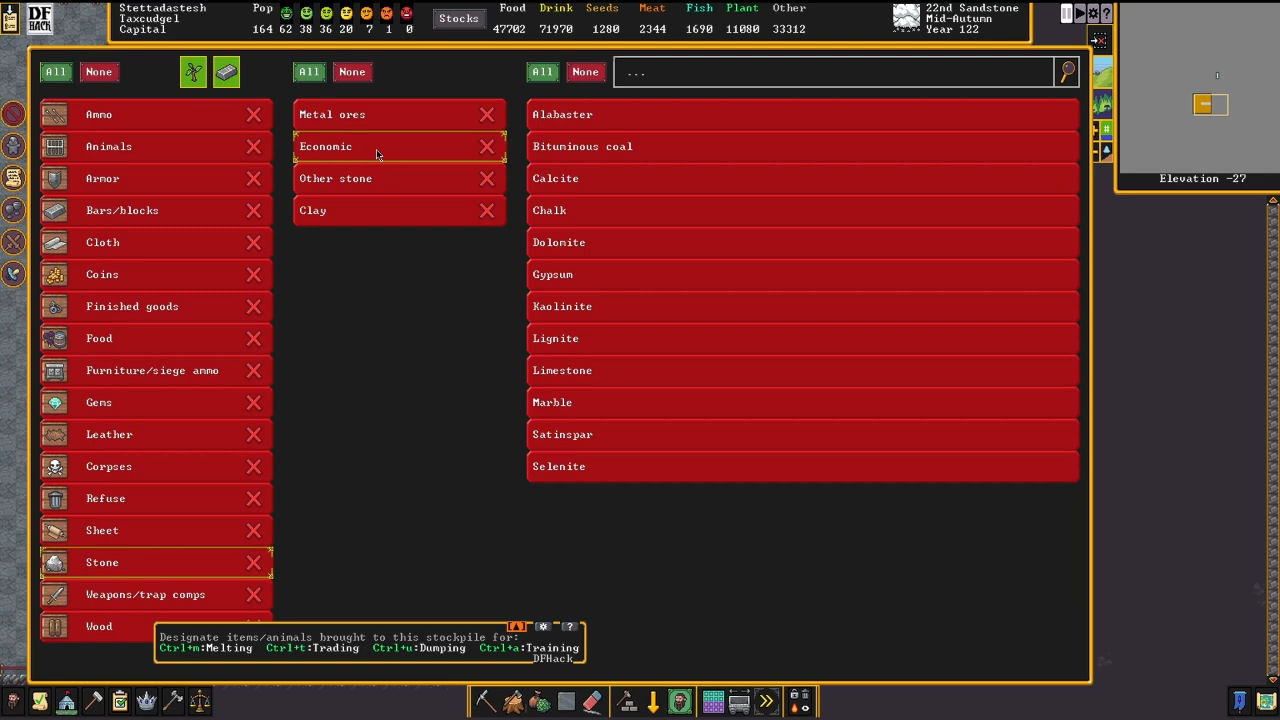 Stettadastesh
Taxcudgel
Capital
Pop
164 62 38 36 20 7 1 0
Stocks
Food Drink Seeds Meat Fish Plant Other
47702 71970 1280 2344 1690 11080 33312
22nd Sandstone
Mid-Autumn
Year 122
DF
HACK
?
All None
All None
All None
...
Ammo
Animals
Armor
Bars/blocks
Cloth
Coins
Finished goods
Food
Furniture/siege ammo
Gems
Leather
Corpses
Refuse
Sheet
Stone
Weapons/trap comps
Wood
Metal ores
Economic
Other stone
Clay
Alabaster
Bituminous coal
Calcite
Chalk
Dolomite
Gypsum
Kaolinite
Lignite
Limestone
Marble
Satinspar
Selenite
Elevation -27
?
Designate items/animals brought to this stockpile for:
Ctrl+m:Melting Ctrl+t:Trading Ctrl+u:Dumping Ctrl+a:Training
DFHack